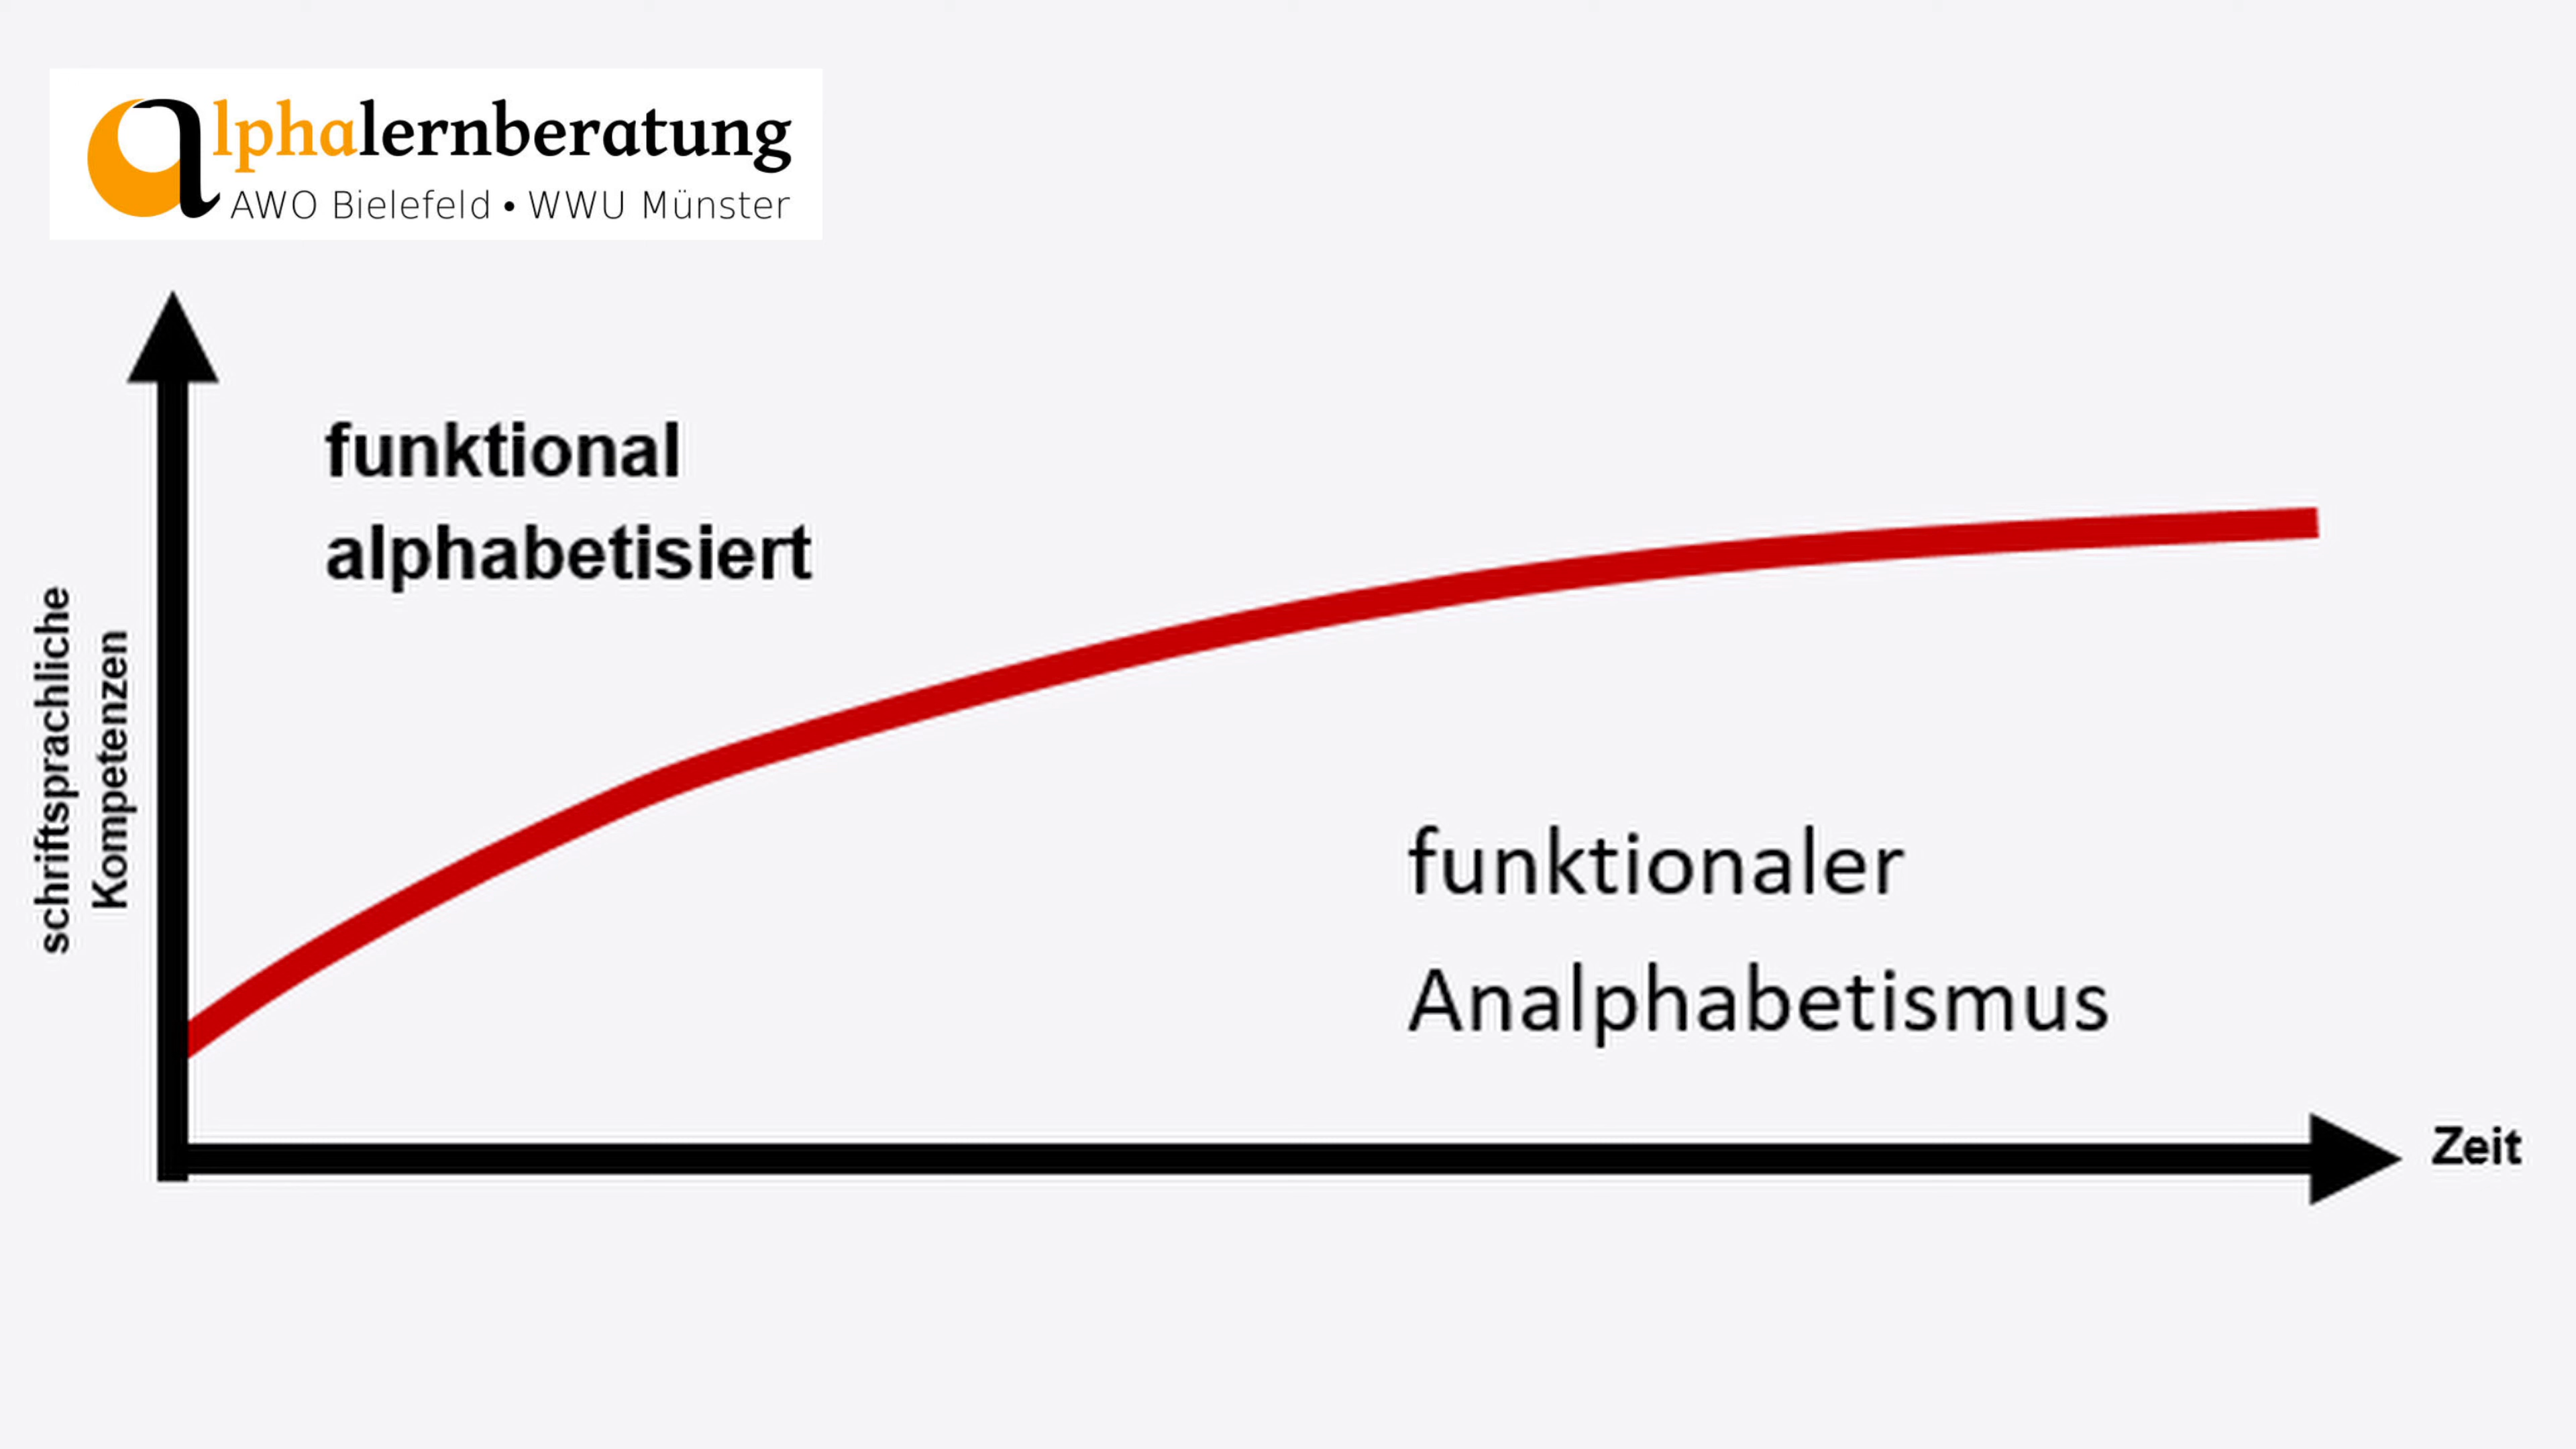 alphalernberatung
AWO Bielefeld • WWU Münster
funktional
alphabetisiert
schriftsprachliche
Kompetenzen
funktionaler
Analphabetismus
Zeit